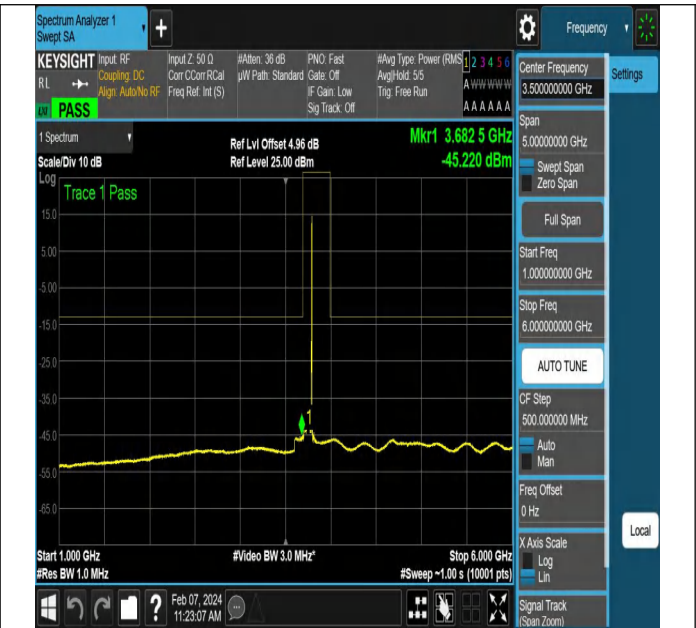 Spectrum Analyzer 1
Swept SA
+
Frequency
KEYSIGHT
Input: RF
Coupling: DC
Align: Auto/No RF
Input Z: 50 Ω
Corr CCorr RCal
Freq Ref: Int (S)
#Atten: 36 dB
µW Path: Standard
PNO: Fast
Gate: Off
IF Gain: Low
Sig Track: Off
#Avg Type: Power (RMS
Avg|Hold: 5/5
Trig: Free Run
1 2 3 4 5 6
A W W W W W
A A A A A A
RL
PASS
1 Spectrum
Scale/Div 10 dB
Ref Lvl Offset 4.96 dB
Ref Level 25.00 dBm
Mkr1 3.682 5 GHz
-45.220 dBm
Log
Trace 1 Pass
15.0
5.00
-5.00
-15.0
-25.0
-35.0
-45.0
-55.0
-65.0
1
Start 1.000 GHz
#Res BW 1.0 MHz
#Video BW 3.0 MHz*
Stop 6.000 GHz
#Sweep ~1.00 s (10001 pts)
Feb 07, 2024
11:23:07 AM
?
Center Frequency
3.500000000 GHz
Settings
Span
5.00000000 GHz
Swept Span
Zero Span
Full Span
Start Freq
1.000000000 GHz
Stop Freq
6.000000000 GHz
AUTO TUNE
CF Step
500.000000 MHz
Auto
Man
Freq Offset
0 Hz
X Axis Scale
Log
Lin
Local
Signal Track
(Span Zoom)